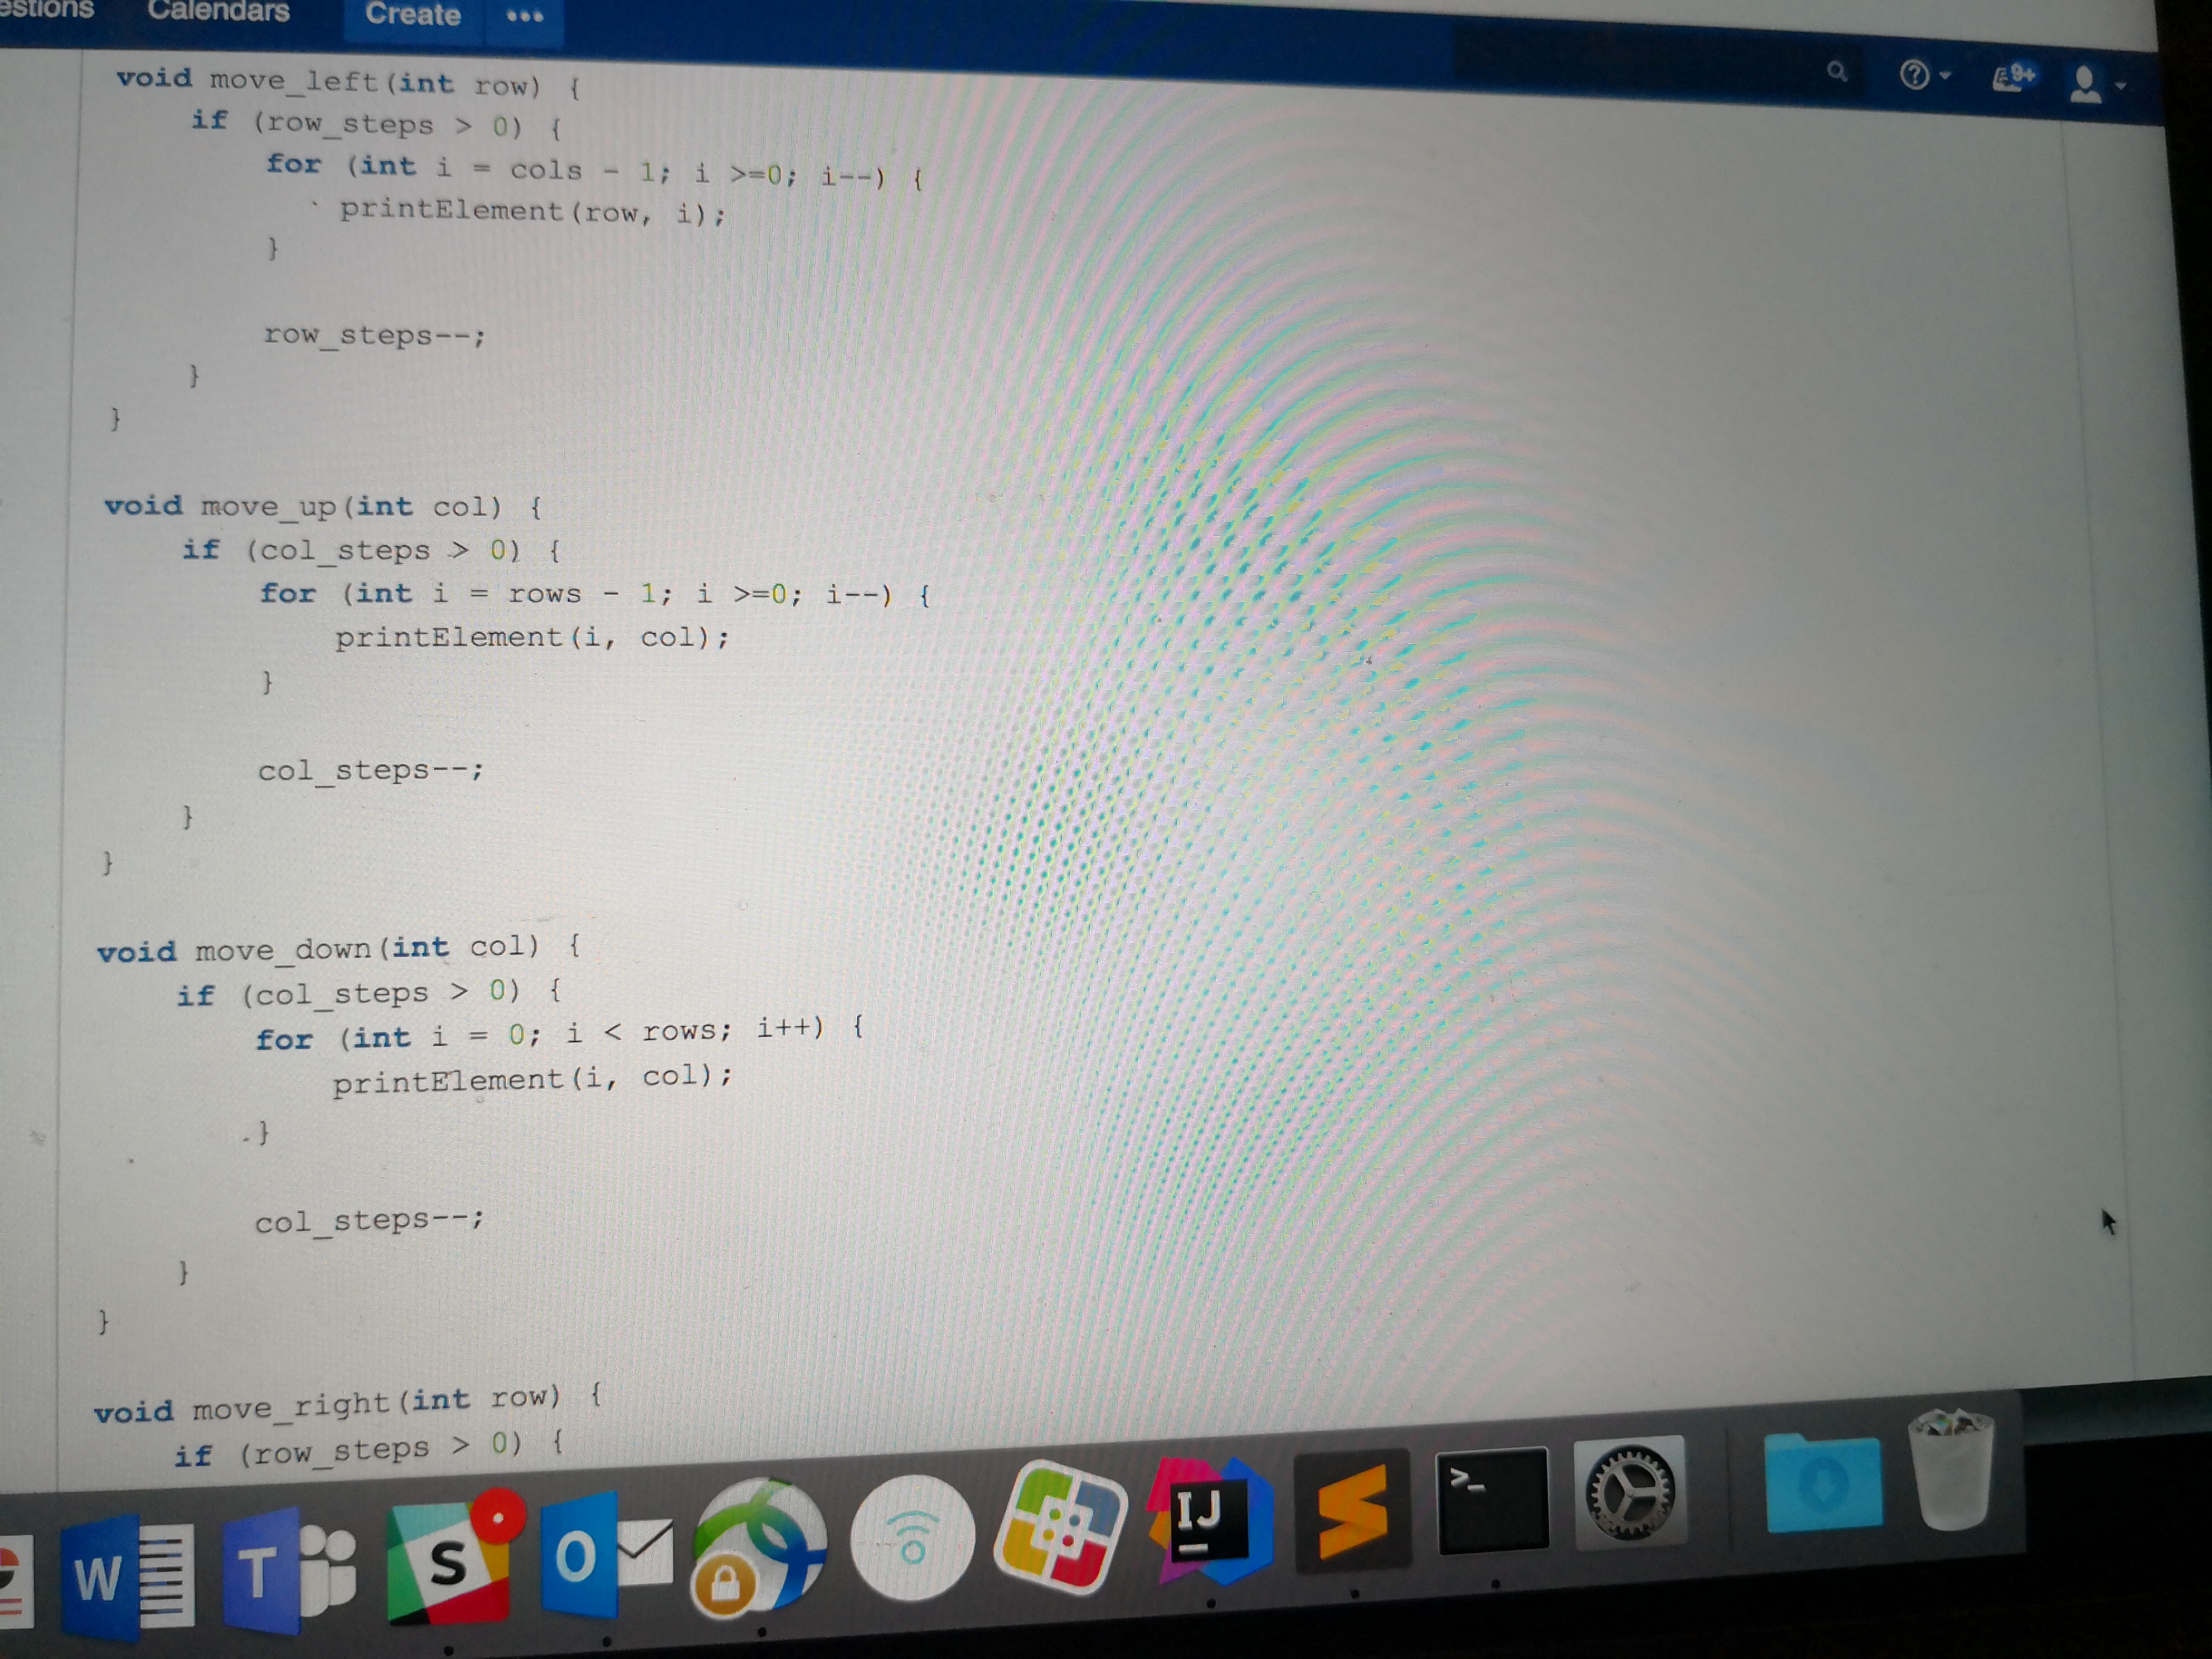 estions Calendars Create •••
9+
void move_left(int row) {
if (row_steps > 0) {
for (int i = cols - 1; i >=0; i--) {
printElement(row, i);
}
row_steps--;
}
}
void move_up(int col) {
if (col_steps > 0) {
for (int i = rows - 1; i >=0; i--) {
printElement(i, col);
}
col_steps--;
}
}
void move_down(int col) {
if (col_steps > 0) {
for (int i = 0; i < rows; i++) {
printElement(i, col);
}
col_steps--;
}
}
void move_right(int row) {
if (row_steps > 0) {
W T S O IJ >_